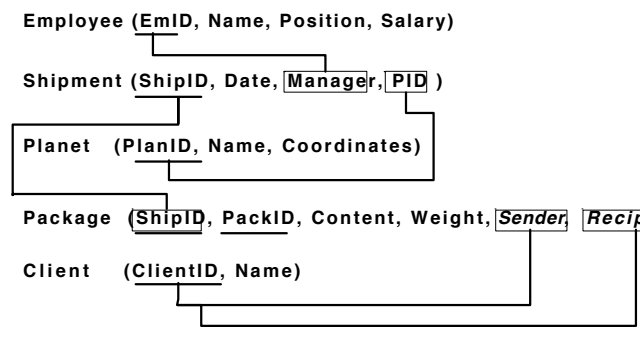 Employee (EmID, Name, Position, Salary)
Shipment (ShipID, Date, Manager, PID )
Planet (PlanID, Name, Coordinates)
Package (ShipID, PackID, Content, Weight, Sender, Recip
Client (ClientID, Name)